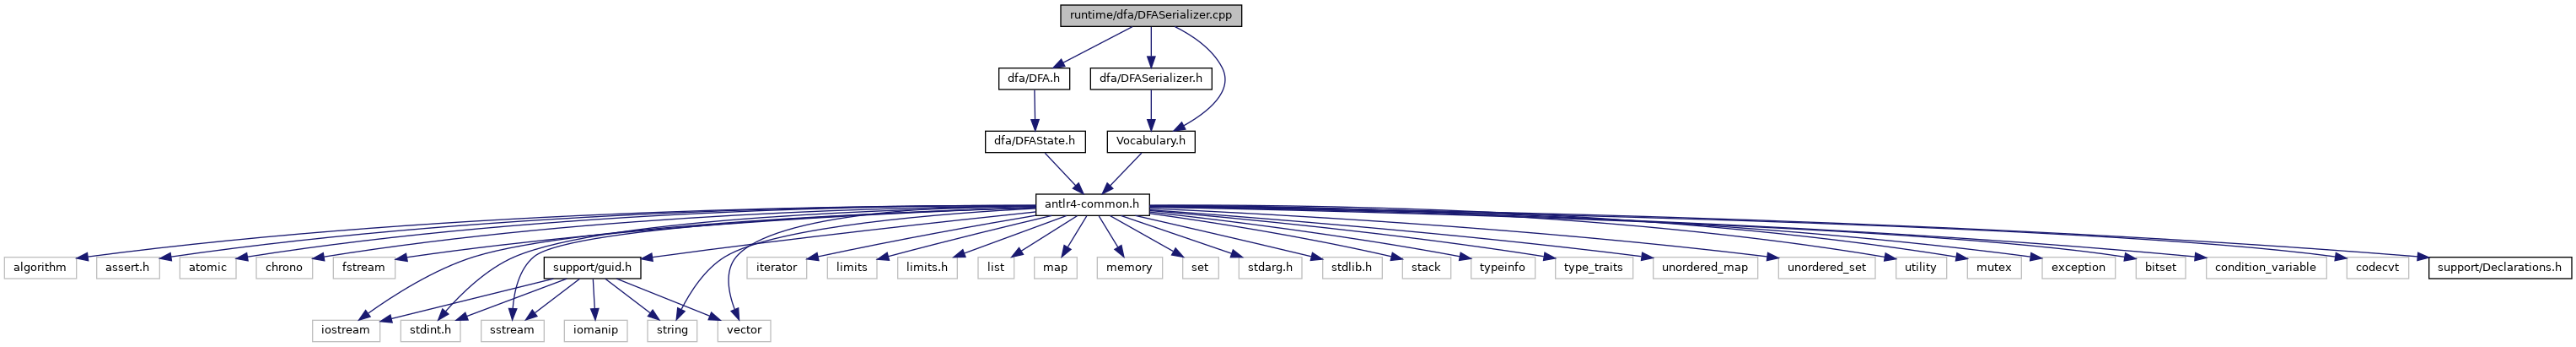 runtime/dfa/DFASerializer.cpp
dfa/DFA.h
dfa/DFASerializer.h
dfa/DFAState.h
Vocabulary.h
antlr4-common.h
algorithm
assert.h
atomic
chrono
fstream
support/guid.h
iterator
limits
limits.h
list
map
memory
set
stdarg.h
stdlib.h
stack
typeinfo
type_traits
unordered_map
unordered_set
utility
mutex
exception
bitset
condition_variable
codecvt
support/Declarations.h
iostream
stdint.h
sstream
iomanip
string
vector